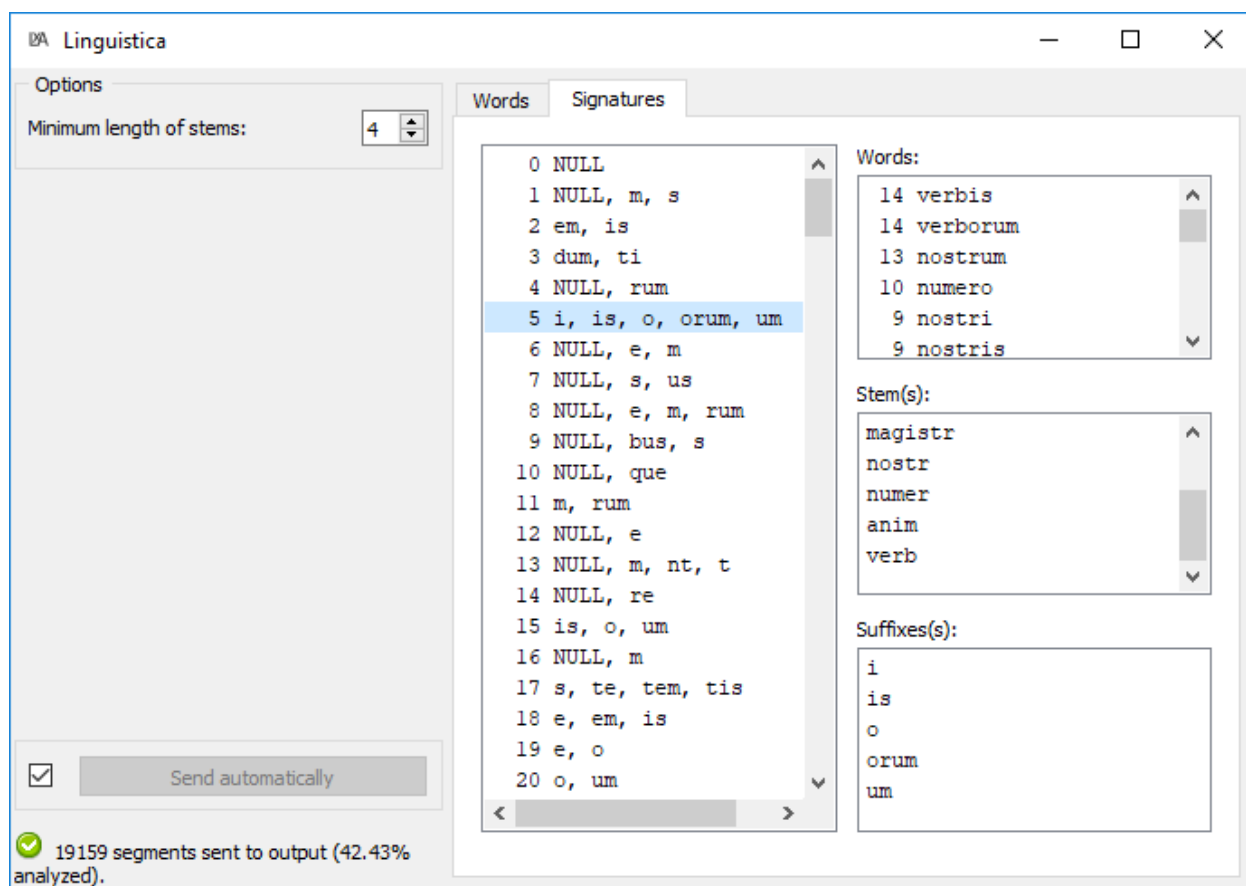 Linguistica
Options
Minimum length of stems:
4
Send automatically
19159 segments sent to output (42.43%
analyzed).
Words
Signatures
0 NULL
1 NULL, m, s
2 em, is
3 dum, ti
4 NULL, rum
5 i, is, o, orum, um
6 NULL, e, m
7 NULL, s, us
8 NULL, e, m, rum
9 NULL, bus, s
10 NULL, que
11 m, rum
12 NULL, e
13 NULL, m, nt, t
14 NULL, re
15 is, o, um
16 NULL, m
17 s, te, tem, tis
18 e, em, is
19 e, o
20 o, um
Words:
14 verbis
14 verborum
13 nostrum
10 numero
9 nostri
9 nostris
Stem(s):
magistr
nostr
numer
anim
verb
Suffixes(s):
i
is
o
orum
um